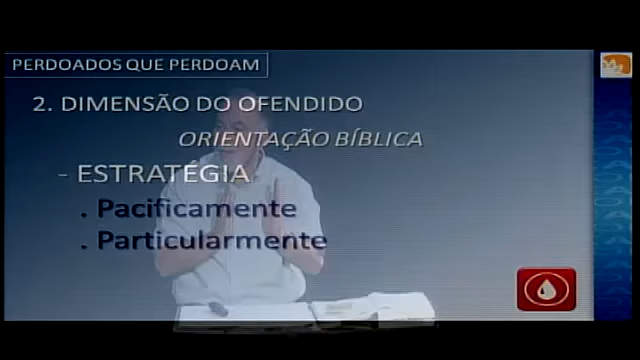 PERDOADOS QUE PERDOAM
2. DIMENSÃO DO OFENDIDO
ORIENTAÇÃO BÍBLICA
- ESTRATÉGIA
. Pacificamente
. Particularmente